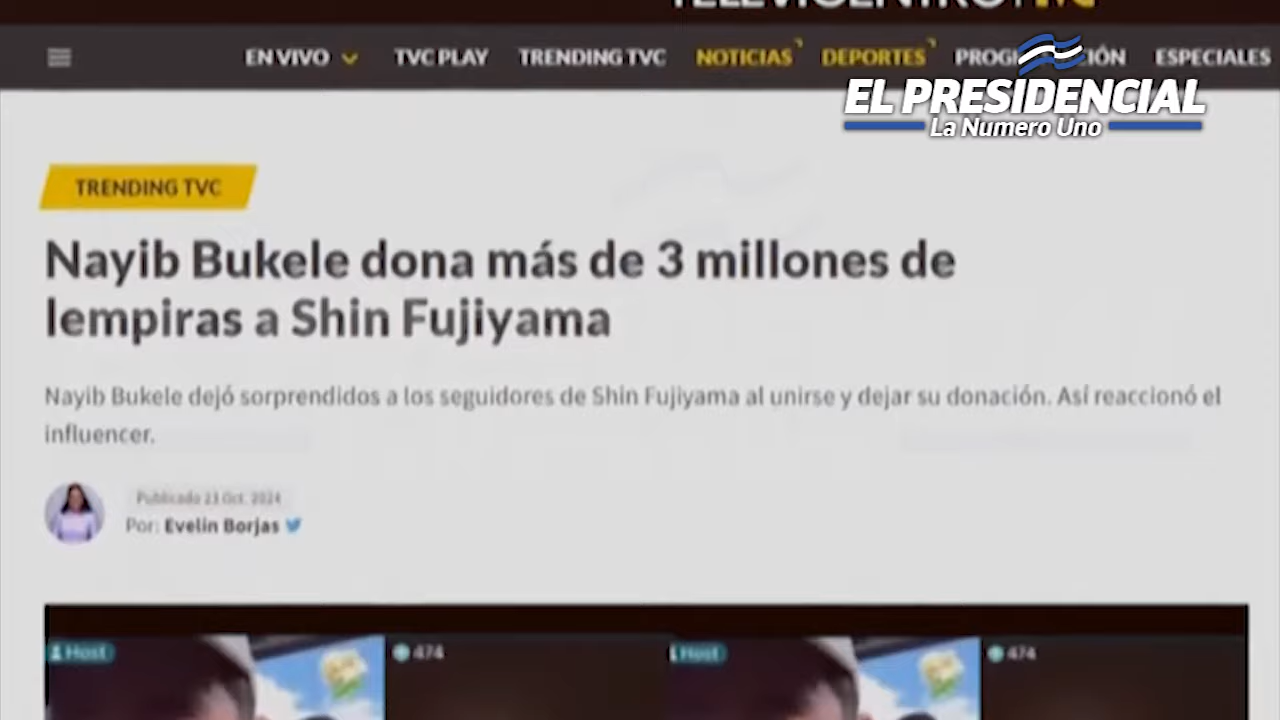 TELEVICENTRO TVC
EN VIVO TVC PLAY TRENDING TVC NOTICIAS DEPORTES ESPECIALES
EL PRESIDENCIAL
La Numero Uno
TRENDING TVC
Nayib Bukele dona más de 3 millones de
lempiras a Shin Fujiyama
Nayib Bukele dejó sorprendidos a los seguidores de Shin Fujiyama al unirse y dejar su donación. Así reaccionó el
influencer.
Publicado 23 Oct. 2024
Por: Evelin Borjas
Host 474 Host 474